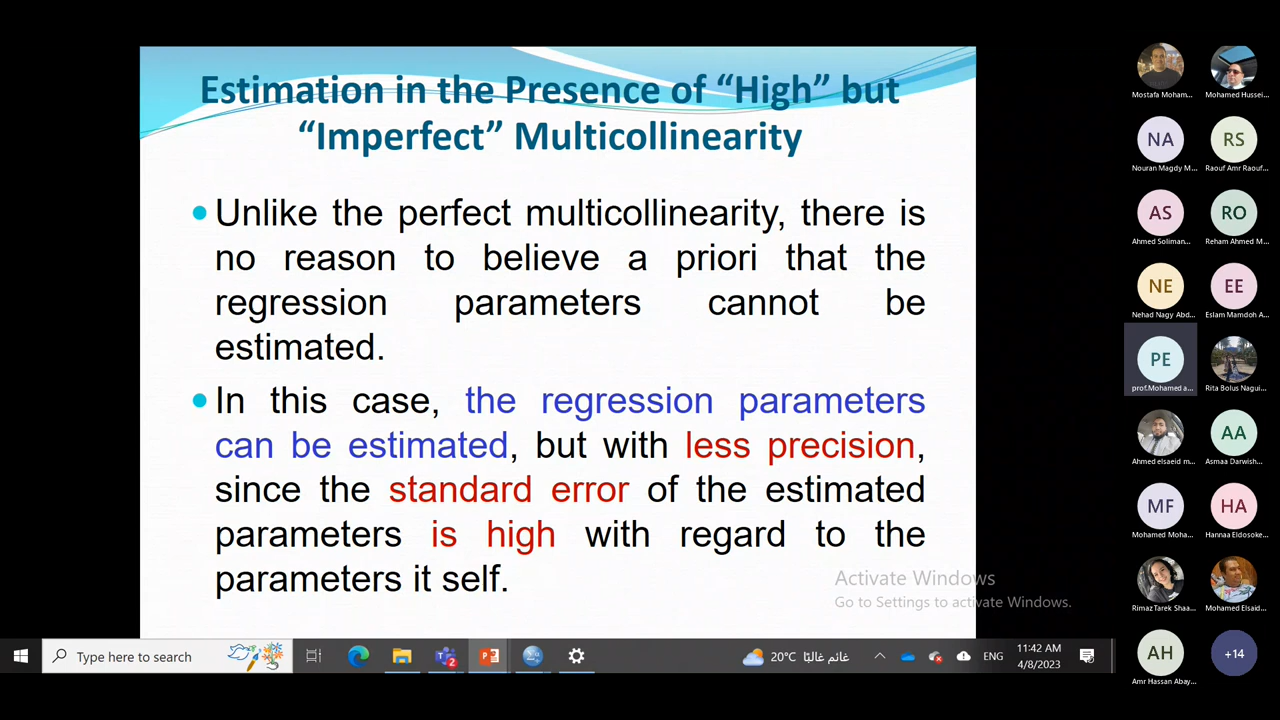 Estimation in the Presence of “High” but
“Imperfect” Multicollinearity
Unlike the perfect multicollinearity, there is
no reason to believe a priori that the
regression parameters cannot be
estimated.
In this case, the regression parameters
can be estimated, but with less precision,
since the standard error of the estimated
parameters is high with regard to the
parameters it self.
Activate Windows
Go to Settings to activate Windows.
Mostafa Moham...
Mohamed Hussei...
NA
RS
Nouran Magdy M...
Raouf Amr Raouf...
AS
RO
Ahmed Soliman...
Reham Ahmed M...
NE
EE
Nehad Nagy Abd...
Eslam Mamdoh A...
PE
prof.Mohamed a...
Rita Bolus Nagui...
AA
Ahmed elsaeid m...
Asmaa Darwish...
MF
HA
Mohamed Moha...
Hannaa Eldosoke...
Rimaz Tarek Shaa...
Mohamed Elsaid...
AH
+14
Amr Hassan Abay...
Type here to search
2
20°C غائم غالبًا
ENG
11:42 AM
4/8/2023